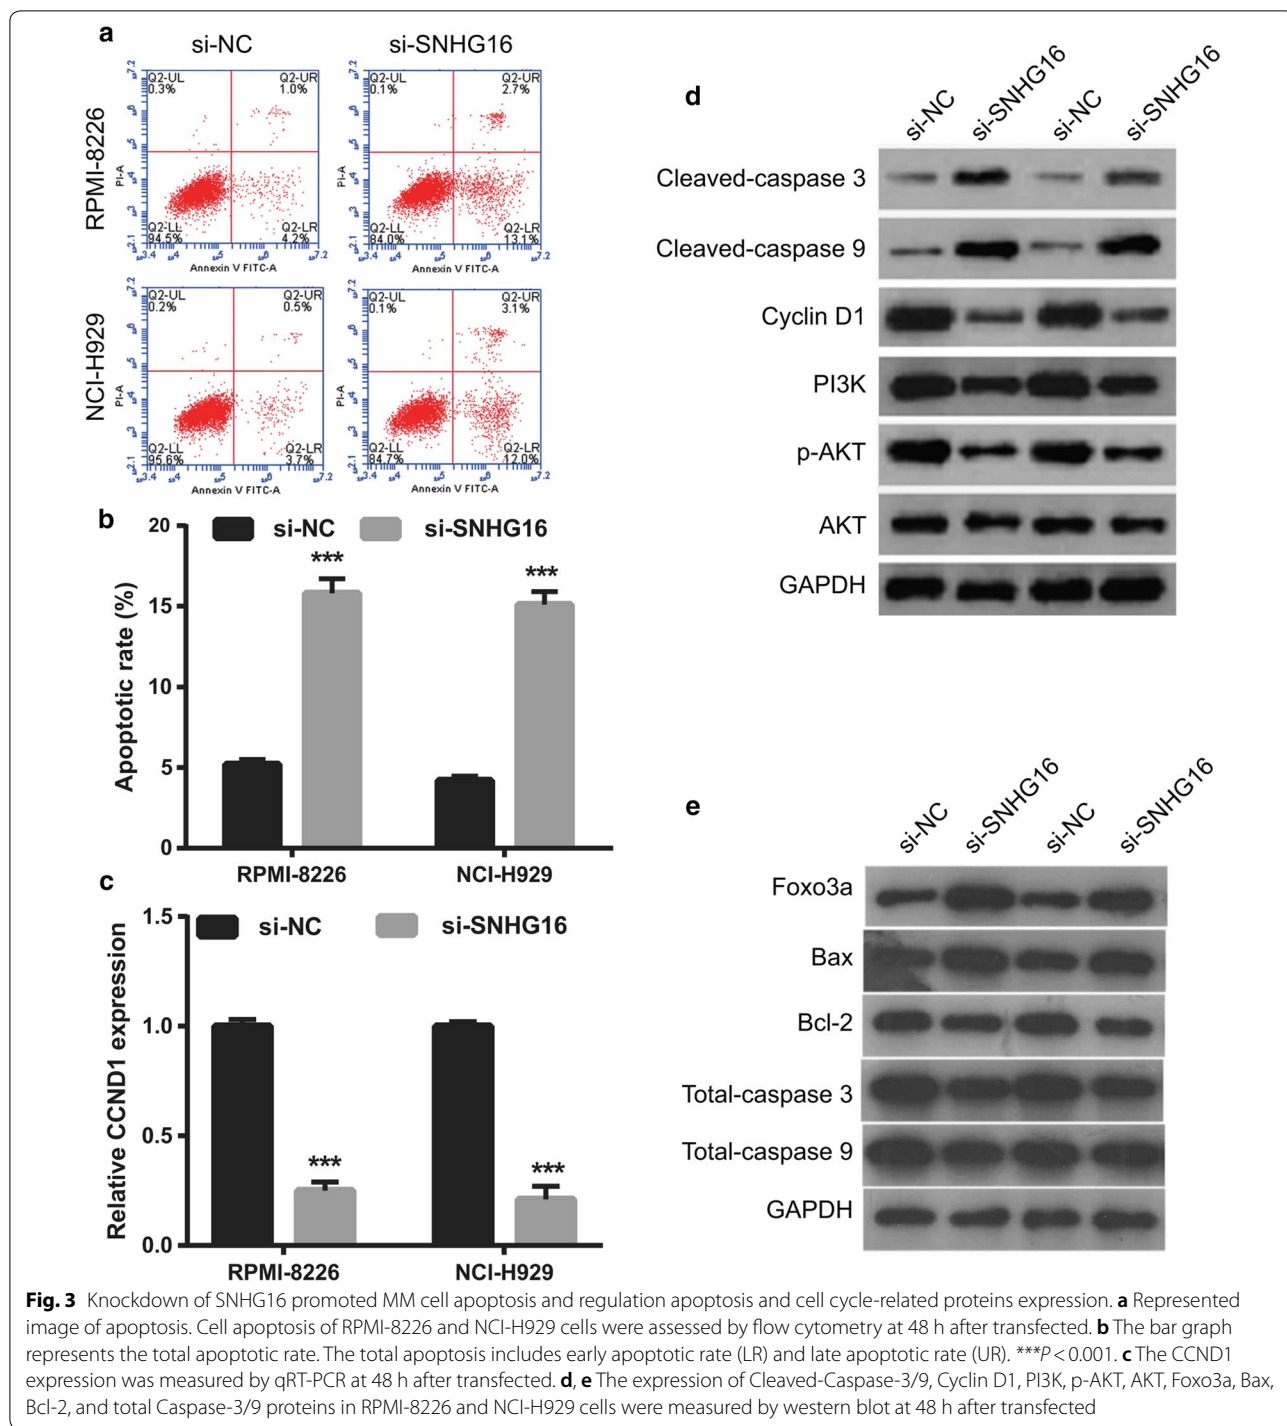 a
si-NC si-SNHG16
RPMI-8226
Q2-UL
0.3%
Q2-UR
1.0%
Q2-LL
94.5%
Q2-LR
4.2%
PI-A
Annexin V FITC-A
Q2-UL
0.1%
Q2-UR
2.7%
Q2-LL
84.0%
Q2-LR
13.1%
PI-A
Annexin V FITC-A
NCI-H929
Q2-UL
0.2%
Q2-UR
0.5%
Q2-LL
95.6%
Q2-LR
3.7%
PI-A
Annexin V FITC-A
Q2-UL
0.1%
Q2-UR
3.1%
Q2-LL
84.7%
Q2-LR
12.0%
PI-A
Annexin V FITC-A
b
si-NC si-SNHG16
Apoptotic rate (%)
20
15
10
5
0
*** ***
RPMI-8226 NCI-H929
c
si-NC si-SNHG16
Relative CCND1 expression
1.5
1.0
0.5
0.0
*** ***
RPMI-8226 NCI-H929
d
si-NC si-SNHG16 si-NC si-SNHG16
Cleaved-caspase 3
Cleaved-caspase 9
Cyclin D1
PI3K
p-AKT
AKT
GAPDH
e
si-NC si-SNHG16 si-NC si-SNHG16
Foxo3a
Bax
Bcl-2
Total-caspase 3
Total-caspase 9
GAPDH
Fig. 3 Knockdown of SNHG16 promoted MM cell apoptosis and regulation apoptosis and cell cycle-related proteins expression. a Represented
image of apoptosis. Cell apoptosis of RPMI-8226 and NCI-H929 cells were assessed by flow cytometry at 48 h after transfected. b The bar graph
represents the total apoptotic rate. The total apoptosis includes early apoptotic rate (LR) and late apoptotic rate (UR). ***P < 0.001. c The CCND1
expression was measured by qRT-PCR at 48 h after transfected. d, e The expression of Cleaved-Caspase-3/9, Cyclin D1, PI3K, p-AKT, AKT, Foxo3a, Bax,
Bcl-2, and total Caspase-3/9 proteins in RPMI-8226 and NCI-H929 cells were measured by western blot at 48 h after transfected